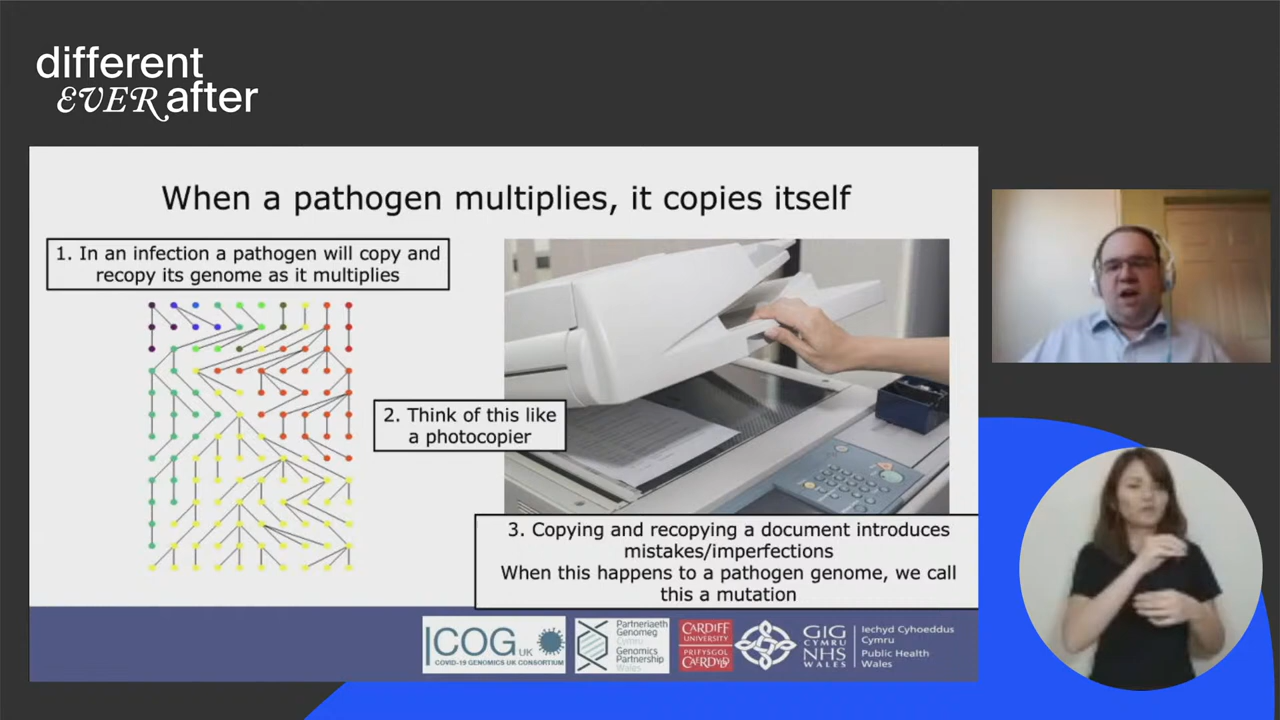 different
EVER after
When a pathogen multiplies, it copies itself
1. In an infection a pathogen will copy and
recopy its genome as it multiplies
2. Think of this like
a photocopier
3. Copying and recopying a document introduces
mistakes/imperfections
When this happens to a pathogen genome, we call
this a mutation
COG UK
COVID-19 GENOMICS UK CONSORTIUM
Partneriaeth
Genomeg
Cymru
Genomics
Partnership
Wales
CARDIFF
UNIVERSITY
PRIFYSGOL
CAERDYDD
GIG
CYMRU
NHS
WALES
Iechyd Cyhoeddus
Cymru
Public Health
Wales